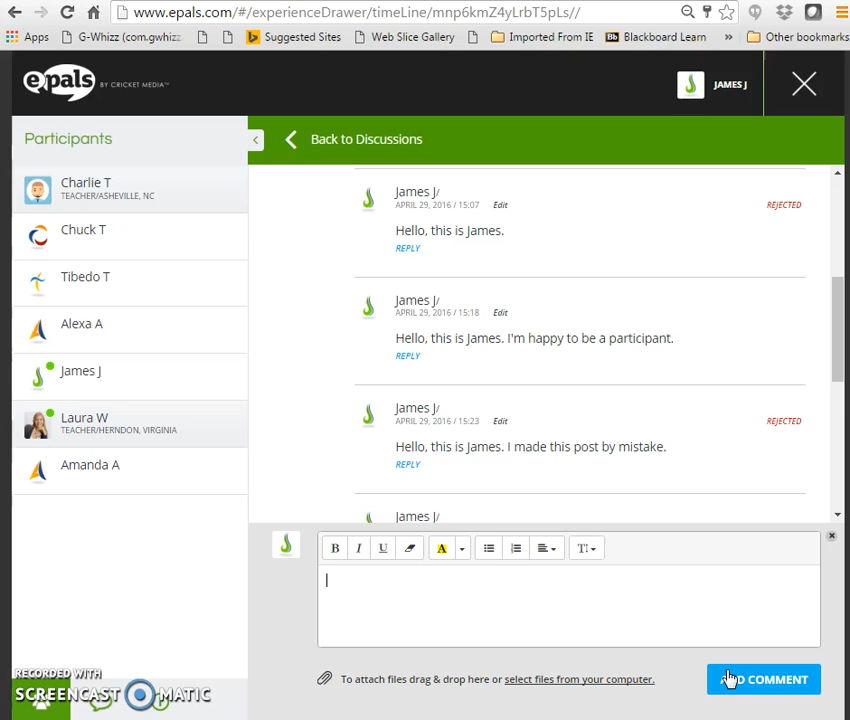 www.epals.com/#/experienceDrawer/timeLine/mnp6kmZ4yLrbT5pLs//
Apps
G-Whizz (com.gwhizz
Suggested Sites
Web Slice Gallery
Imported From IE
Bb
Blackboard Learn
»
Other bookmarks
epals BY CRICKET MEDIA™
JAMES J
Participants
Back to Discussions
Charlie T
TEACHER/ASHEVILLE, NC
Chuck T
Tibedo T
Alexa A
James J
Laura W
TEACHER/HERNDON, VIRGINIA
Amanda A
James J/
APRIL 29, 2016 / 15:07 Edit
REJECTED
Hello, this is James.
REPLY
James J/
APRIL 29, 2016 / 15:18 Edit
Hello, this is James. I'm happy to be a participant.
REPLY
James J/
APRIL 29, 2016 / 15:23 Edit
REJECTED
Hello, this is James. I made this post by mistake.
REPLY
James J/
B I U A
To attach files drag & drop here or select files from your computer.
COMMENT
RECORDED WITH
SCREENCAST MATIC